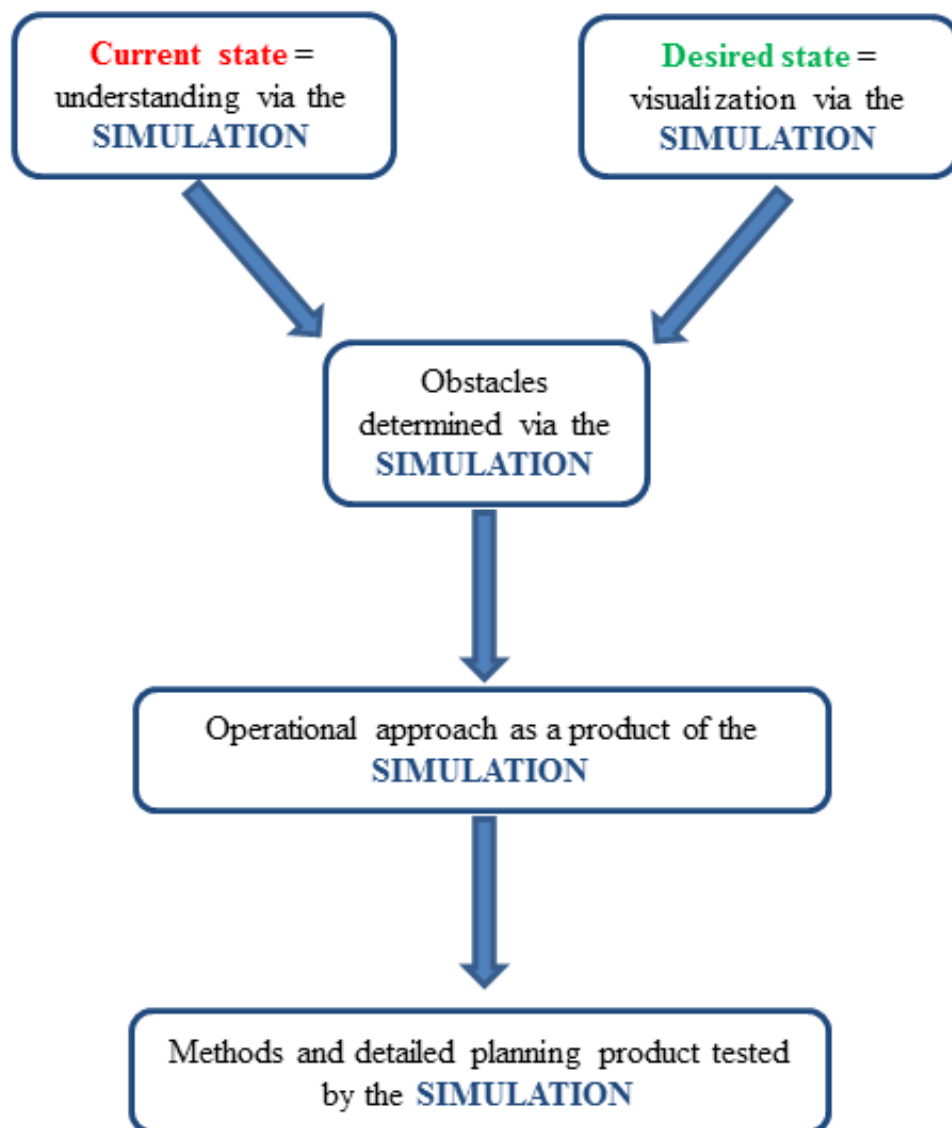 Current state =
understanding via the
SIMULATION
Desired state =
visualization via the
SIMULATION
Obstacles
determined via the
SIMULATION
Operational approach as a product of the
SIMULATION
Methods and detailed planning product tested
by the SIMULATION